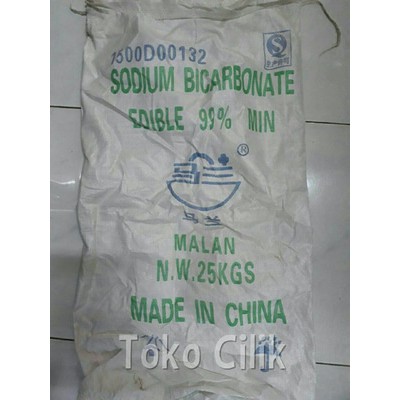 1500D00132
SODIUM BICARBONATE
EDIBLE 99% MIN
®
马兰
MALAN
N.W.25KGS
MADE IN CHINA
Toko Cilik